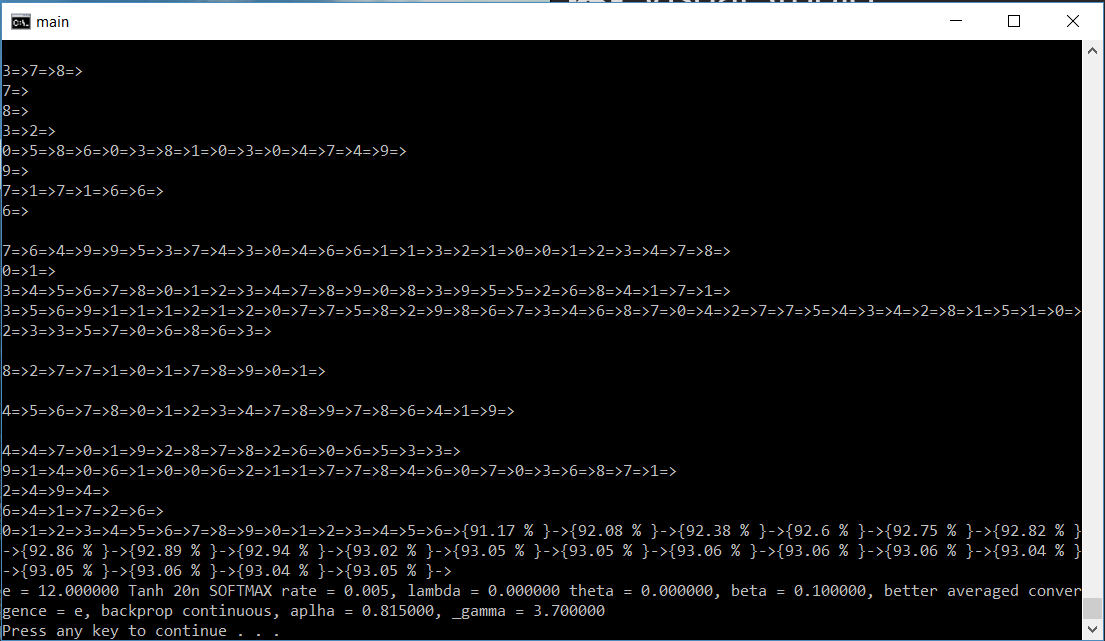 main
3=>7=>8=>
7=>
8=>
3=>2=>
0=>5=>8=>6=>0=>3=>8=>1=>0=>3=>0=>4=>7=>4=>9=>
9=>
7=>1=>7=>1=>6=>6=>
6=>
7=>6=>4=>9=>9=>5=>3=>7=>4=>3=>0=>4=>6=>6=>1=>1=>3=>2=>1=>0=>0=>1=>2=>3=>4=>7=>8=>
0=>1=>
3=>4=>5=>6=>7=>8=>0=>1=>2=>3=>4=>7=>8=>9=>0=>8=>3=>9=>5=>5=>2=>6=>8=>4=>1=>7=>1=>
3=>5=>6=>9=>1=>1=>1=>2=>1=>2=>0=>7=>7=>5=>8=>2=>9=>8=>6=>7=>3=>4=>6=>8=>7=>0=>4=>2=>7=>7=>5=>4=>3=>4=>2=>8=>1=>5=>1=>0=>
2=>3=>3=>5=>7=>0=>6=>8=>6=>3=>
8=>2=>7=>7=>1=>0=>1=>7=>8=>9=>0=>1=>
4=>5=>6=>7=>8=>0=>1=>2=>3=>4=>7=>8=>9=>7=>8=>6=>4=>1=>9=>
4=>4=>7=>0=>1=>9=>2=>8=>7=>8=>2=>6=>0=>6=>5=>3=>3=>
9=>1=>4=>0=>6=>1=>0=>0=>6=>2=>1=>1=>7=>7=>8=>4=>6=>0=>7=>0=>3=>6=>8=>7=>1=>
2=>4=>9=>4=>
6=>4=>1=>7=>2=>6=>
0=>1=>2=>3=>4=>5=>6=>7=>8=>9=>0=>1=>2=>3=>4=>5=>6=>{91.17 % }->{92.08 % }->{92.38 % }->{92.6 % }->{92.75 % }->{92.82 % }
->{92.86 % }->{92.89 % }->{92.94 % }->{93.02 % }->{93.05 % }->{93.05 % }->{93.06 % }->{93.06 % }->{93.06 % }->{93.04 % }
->{93.05 % }->{93.06 % }->{93.04 % }->{93.05 % }->
e = 12.000000 Tanh 20n SOFTMAX rate = 0.005, lambda = 0.000000 theta = 0.000000, beta = 0.100000, better averaged conver
gence = e, backprop continuous, aplha = 0.815000, _gamma = 3.700000
Press any key to continue . . .